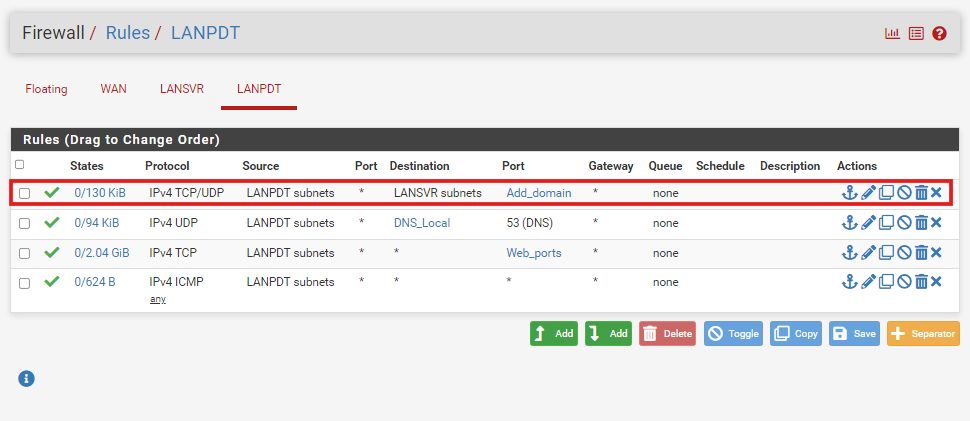 Firewall / Rules / LANPDT
Floating WAN LANSVR LANPDT
Rules (Drag to Change Order)
States Protocol Source Port Destination Port Gateway Queue Schedule Description Actions
0/130 KiB IPv4 TCP/UDP LANPDT subnets * LANSVR subnets Add_domain * none
0/94 KiB IPv4 UDP LANPDT subnets * DNS_Local 53 (DNS) * none
0/2.04 GiB IPv4 TCP LANPDT subnets * * Web_ports * none
0/624 B IPv4 ICMP LANPDT subnets * * * * none
any
Add Add Delete Toggle Copy Save Separator